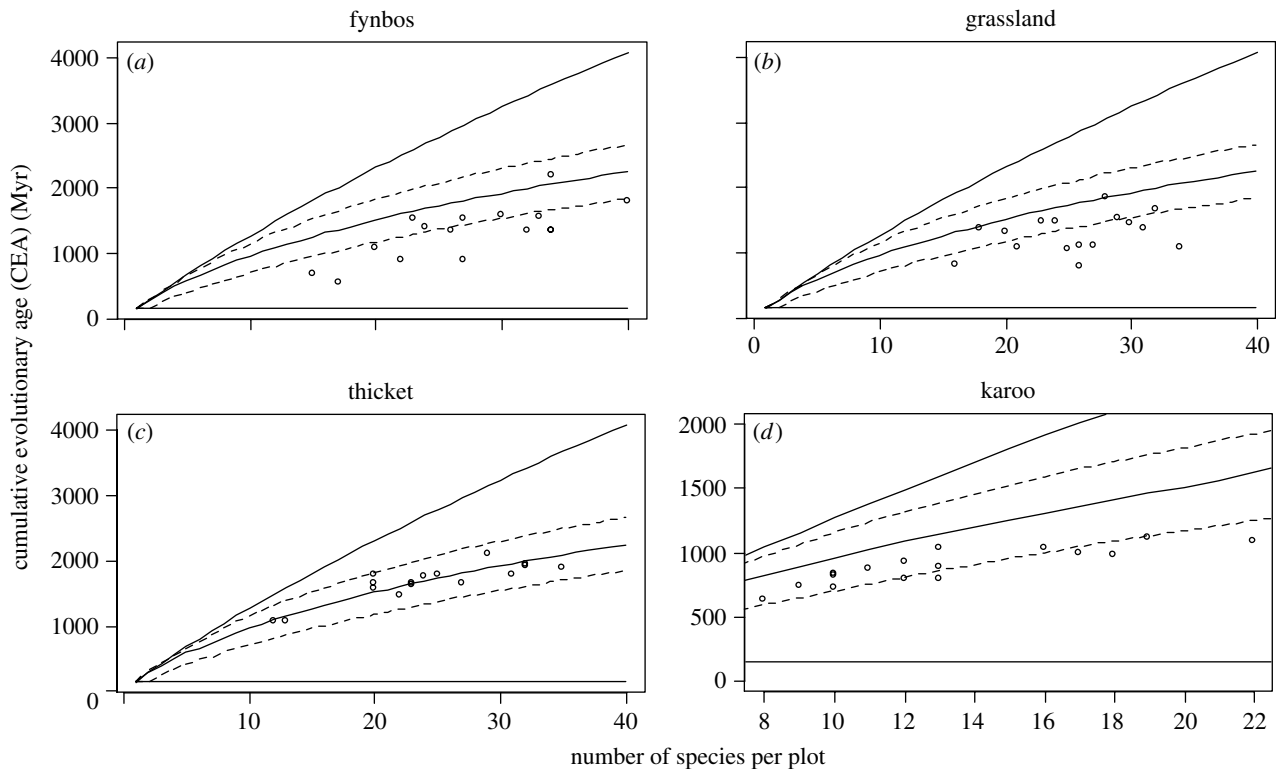 fynbos
grassland
(a)
(b)
4000
3000
2000
1000
0
0 10 20 30 40
thicket
karoo
(c)
(d)
4000
3000
2000
1000
0
10 20 30 40
2000
1500
1000
500
0
8 10 12 14 16 18 20 22
cumulative evolutionary age (CEA) (Myr)
number of species per plot